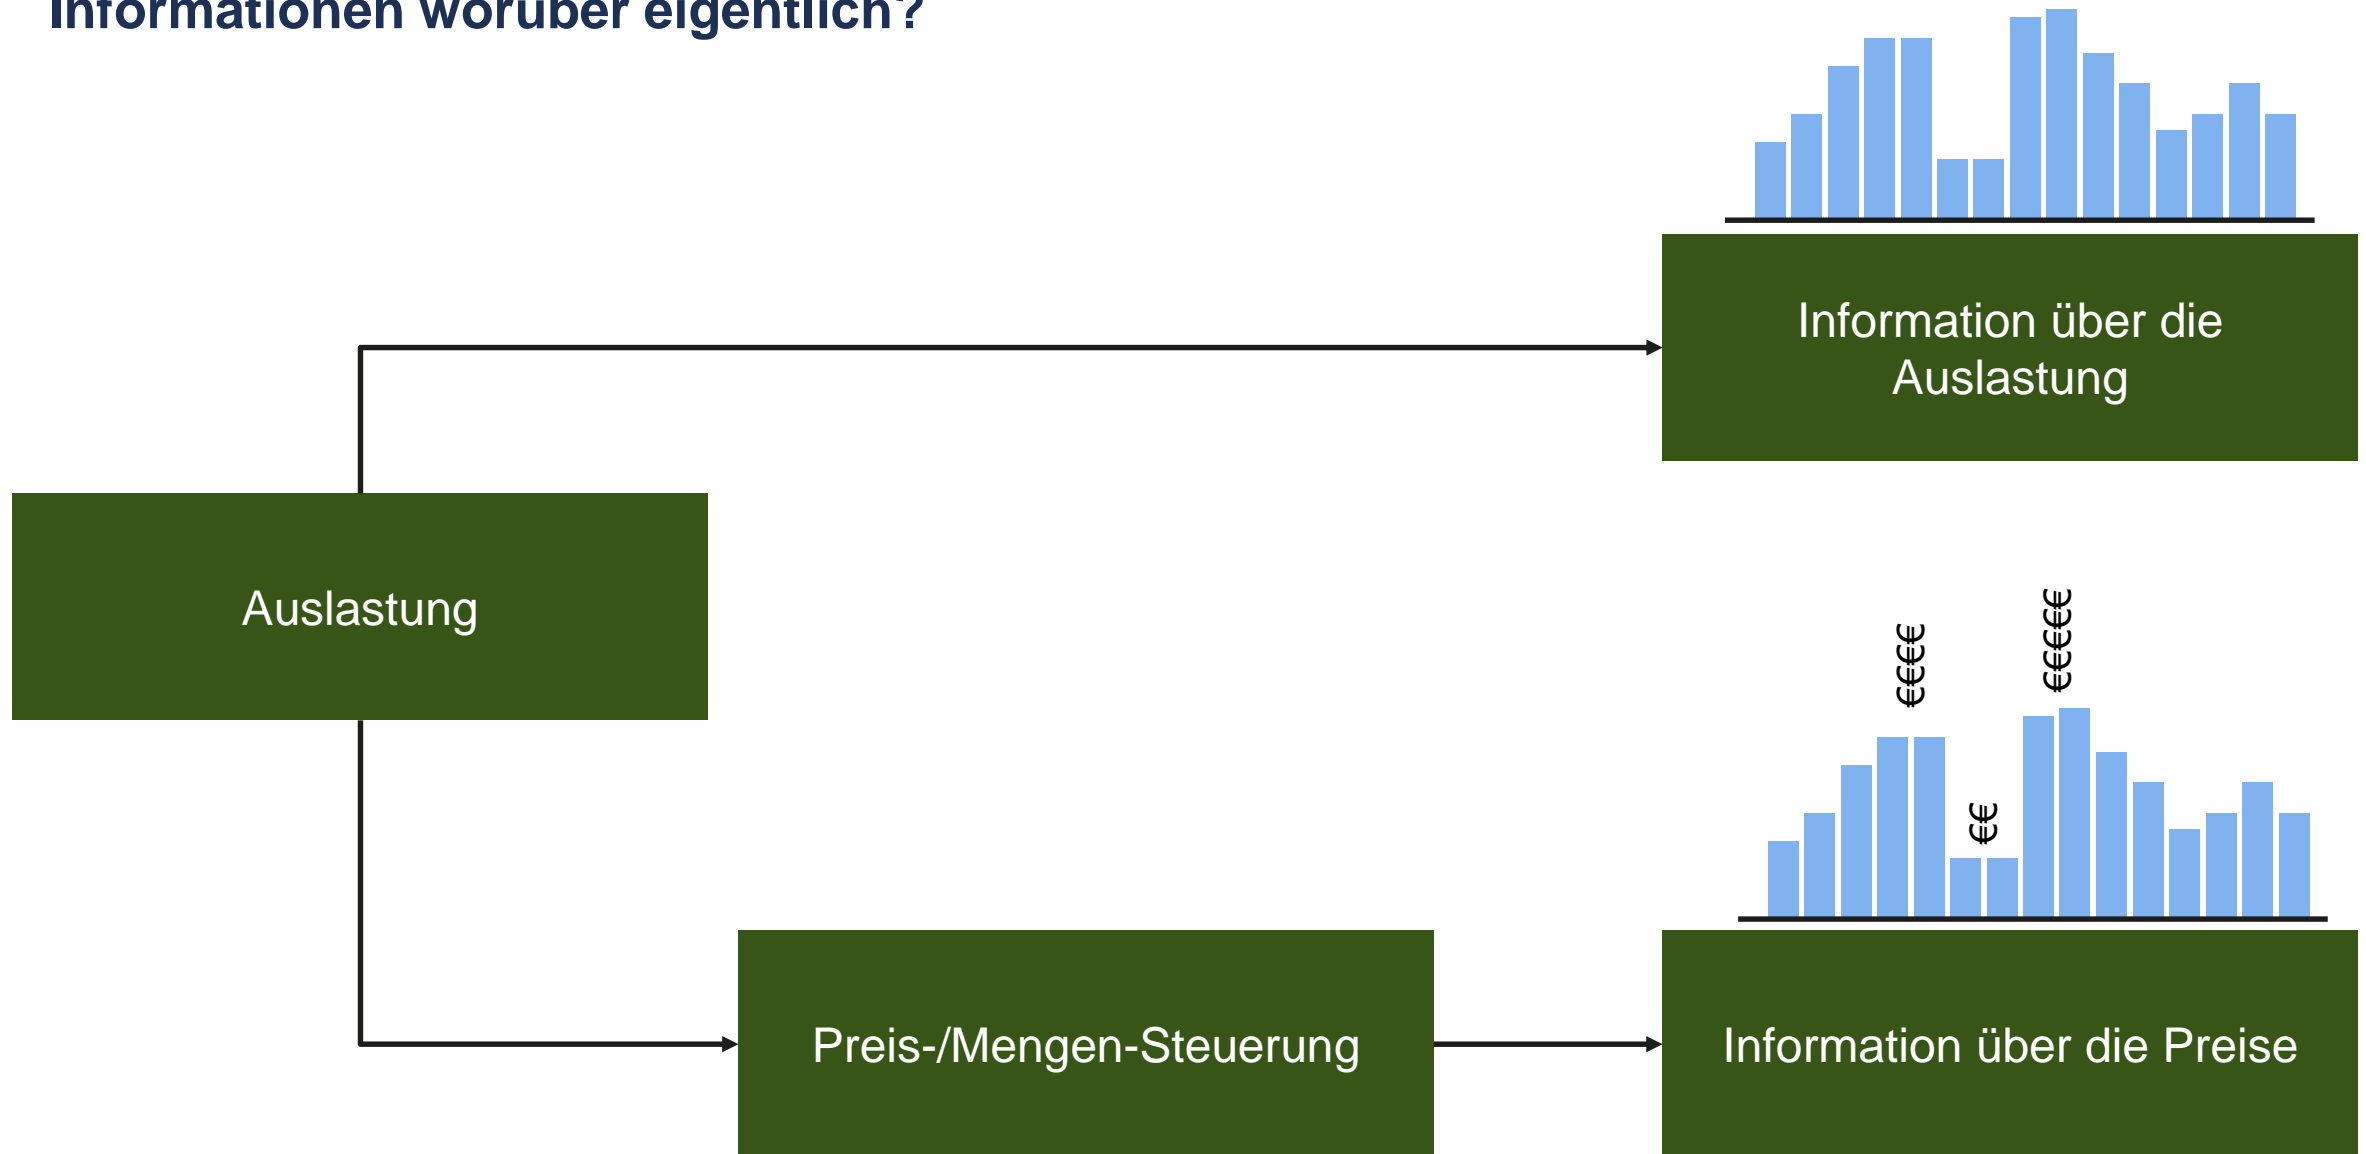 Informationen worüber eigentlich?
Information über die
Auslastung
Auslastung
€€€€
€€€€€
€€
Preis-/Mengen-Steuerung
Information über die Preise